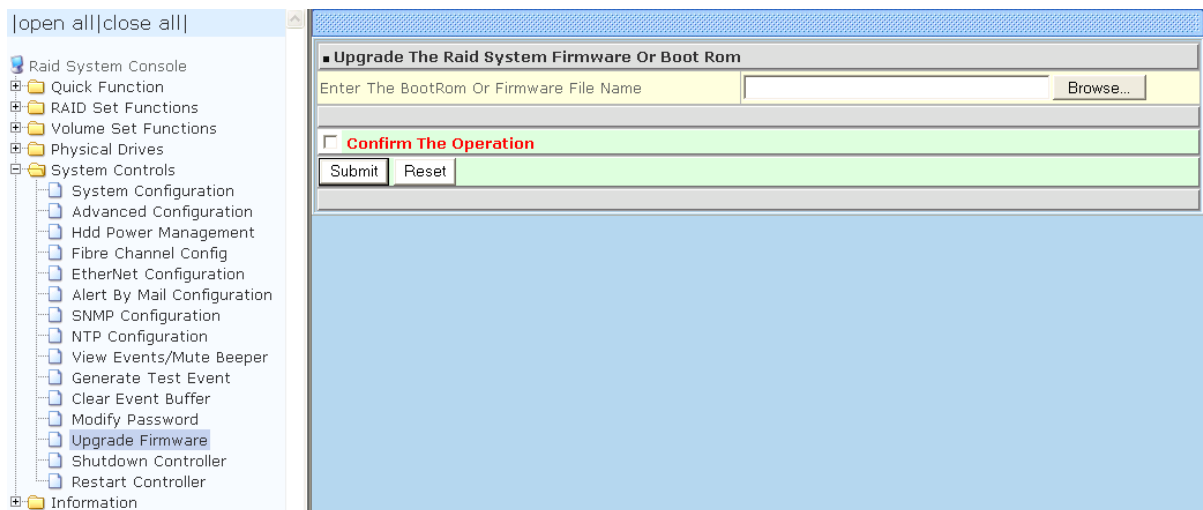 |open all|close all|
Raid System Console
Quick Function
RAID Set Functions
Volume Set Functions
Physical Drives
System Controls
System Configuration
Advanced Configuration
Hdd Power Management
Fibre Channel Config
EtherNet Configuration
Alert By Mail Configuration
SNMP Configuration
NTP Configuration
View Events/Mute Beeper
Generate Test Event
Clear Event Buffer
Modify Password
Upgrade Firmware
Shutdown Controller
Restart Controller
Information
Upgrade The Raid System Firmware Or Boot Rom
Enter The BootRom Or Firmware File Name
Browse...
Confirm The Operation
Submit Reset